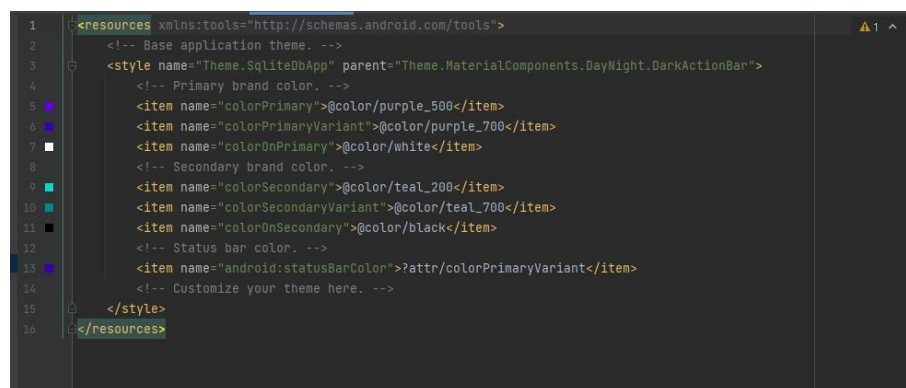 1 <resources xmlns:tools="http://schemas.android.com/tools"> 1
2 <!-- Base application theme. -->
3 <style name="Theme.SqliteDbApp" parent="Theme.MaterialComponents.DayNight.DarkActionBar">
4 <!-- Primary brand color. -->
5 <item name="colorPrimary">@color/purple_500</item>
6 <item name="colorPrimaryVariant">@color/purple_700</item>
7 <item name="colorOnPrimary">@color/white</item>
8 <!-- Secondary brand color. -->
9 <item name="colorSecondary">@color/teal_200</item>
10 <item name="colorSecondaryVariant">@color/teal_700</item>
11 <item name="colorOnSecondary">@color/black</item>
12 <!-- Status bar color. -->
13 <item name="android:statusBarColor">?attr/colorPrimaryVariant</item>
14 <!-- Customize your theme here. -->
15 </style>
16 </resources>